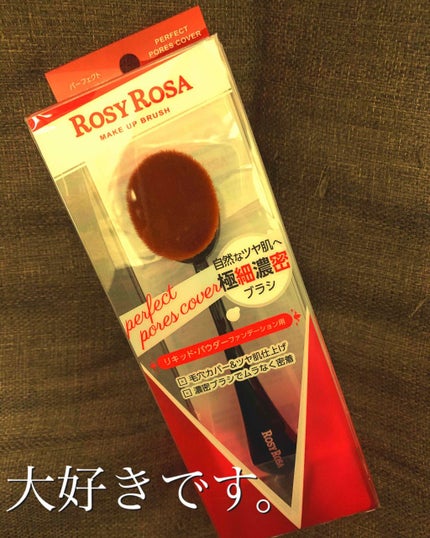 パーフェクト
PERFECT
PORES COVER
ROSY ROSA
MAKE UP BRUSH
自然なツヤ肌へ
極細濃密
ブラシ
perfect
pores cover
リキッド・パウダーファンデーション用
□ 毛穴カバー&ツヤ肌仕上げ
□ 濃密ブラシでムラなく密着
ROSY ROSA
大好きです。